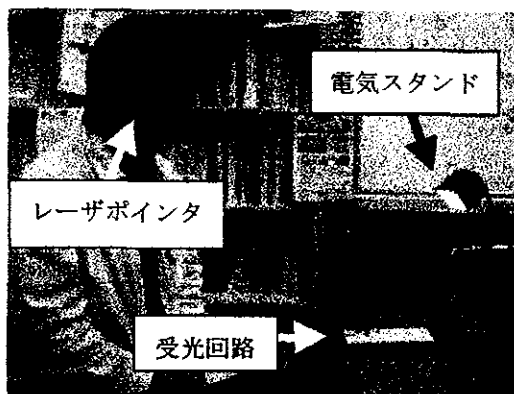 電気スタンド
レーザポインタ
受光回路